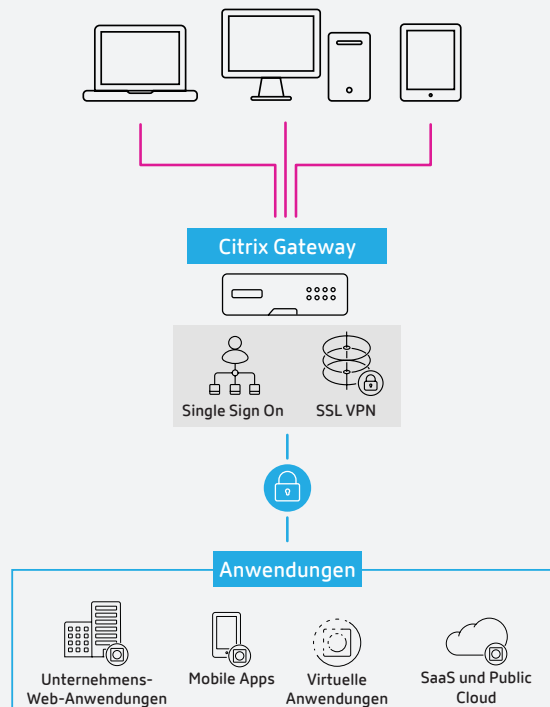 Citrix Gateway
Single Sign On
SSL VPN
Anwendungen
Unternehmens-
Web-Anwendungen
Mobile Apps
Virtuelle
Anwendungen
SaaS und Public
Cloud